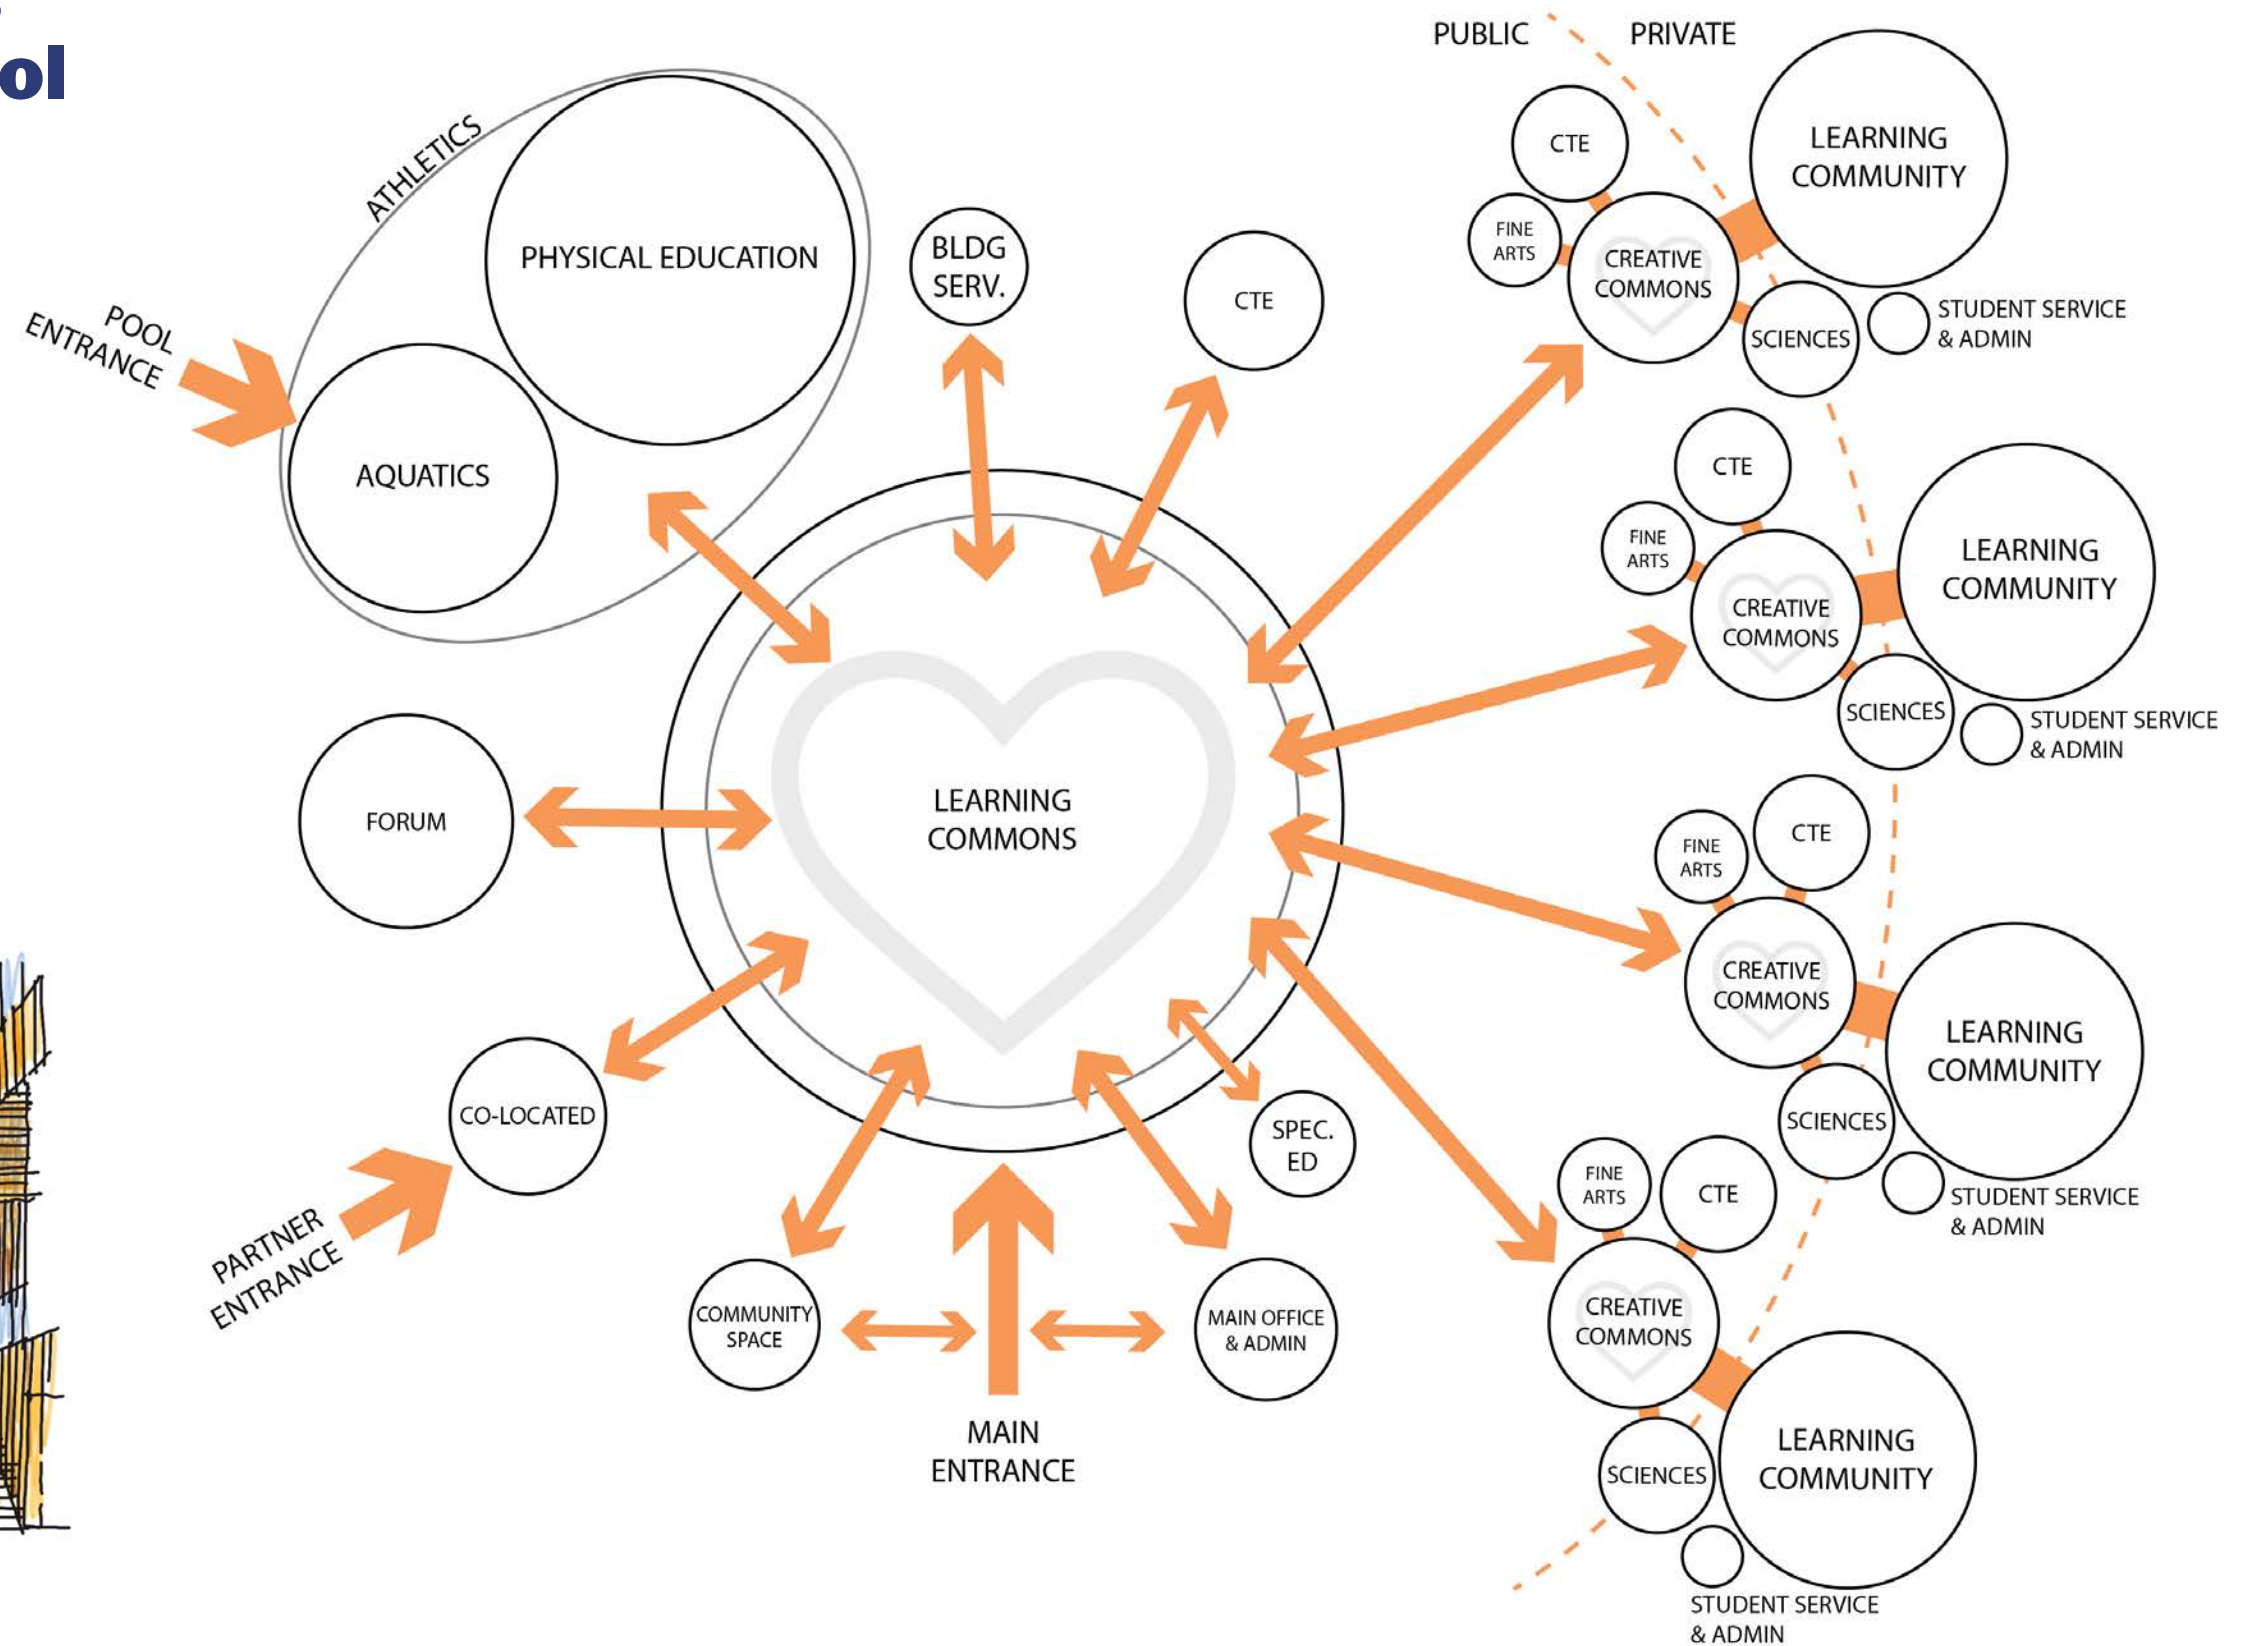 ol
PUBLIC
PRIVATE
ATHLETICS
PHYSICAL EDUCATION
AQUATICS
POOL
ENTRANCE
BLDG
SERV.
CTE
FORUM
LEARNING
COMMONS
CO-LOCATED
PARTNER
ENTRANCE
COMMUNITY
SPACE
MAIN OFFICE
& ADMIN
SPEC.
ED
MAIN
ENTRANCE
CTE
FINE
ARTS
CREATIVE
COMMONS
LEARNING
COMMUNITY
SCIENCES
STUDENT SERVICE
& ADMIN
CTE
FINE
ARTS
CREATIVE
COMMONS
LEARNING
COMMUNITY
SCIENCES
STUDENT SERVICE
& ADMIN
FINE
ARTS
CTE
CREATIVE
COMMONS
LEARNING
COMMUNITY
SCIENCES
STUDENT SERVICE
& ADMIN
FINE
ARTS
CTE
CREATIVE
COMMONS
LEARNING
COMMUNITY
SCIENCES
STUDENT SERVICE
& ADMIN